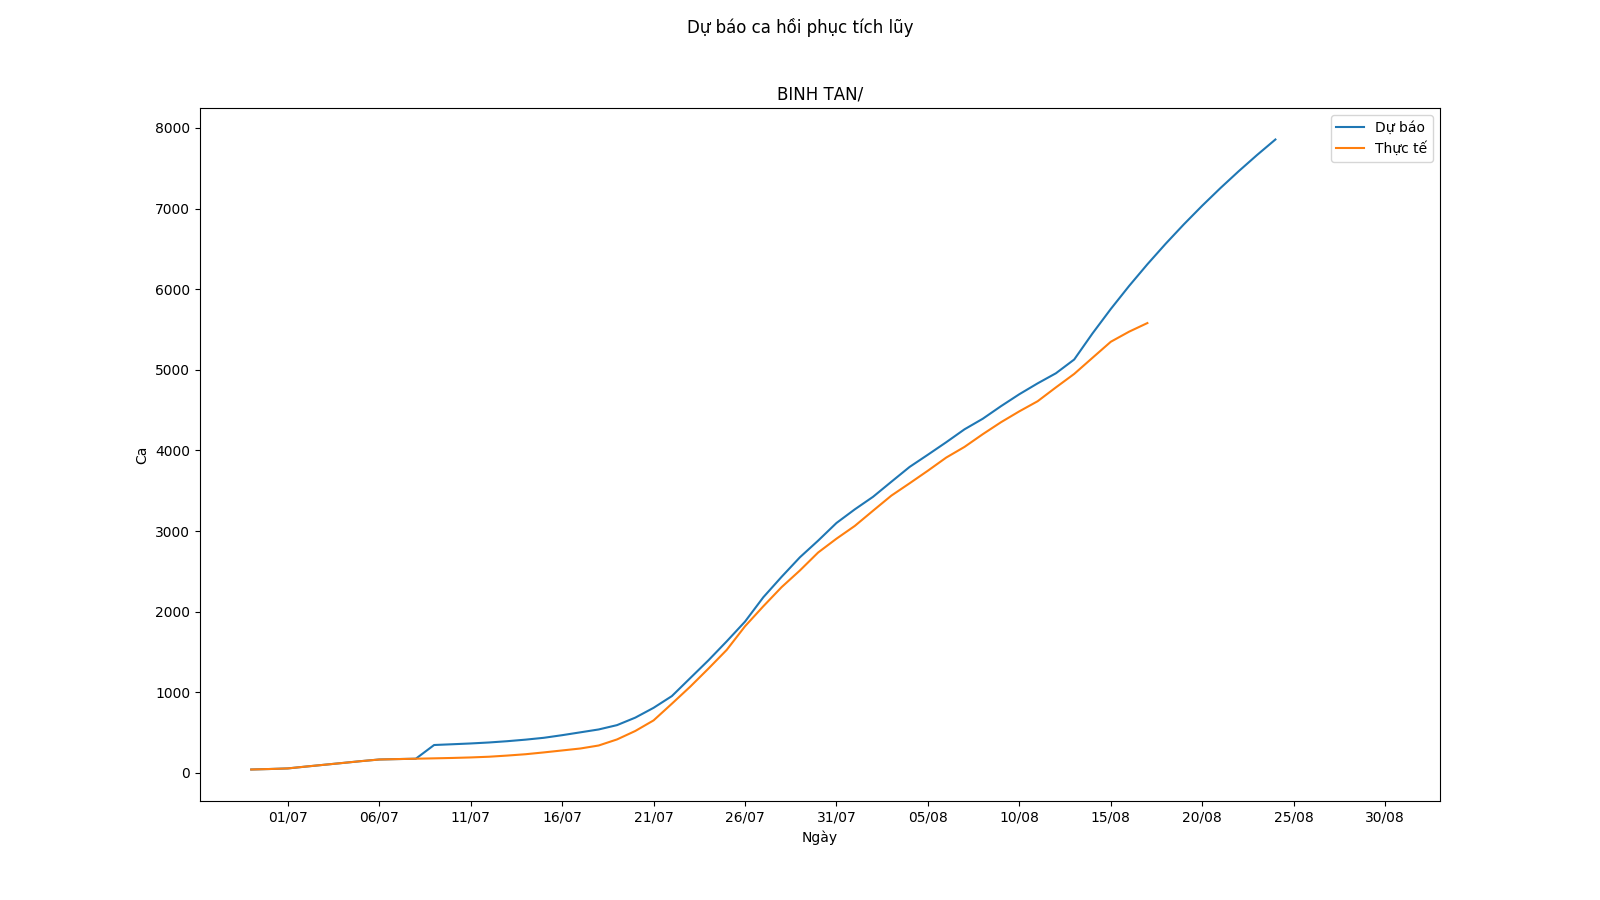 Dự báo ca hồi phục tích lũy
BINH TAN/
Dự báo
Thực tế
8000
7000
6000
5000
4000
3000
2000
1000
0
Ca
01/07 06/07 11/07 16/07 21/07 26/07 31/07 05/08 10/08 15/08 20/08 25/08 30/08
Ngày